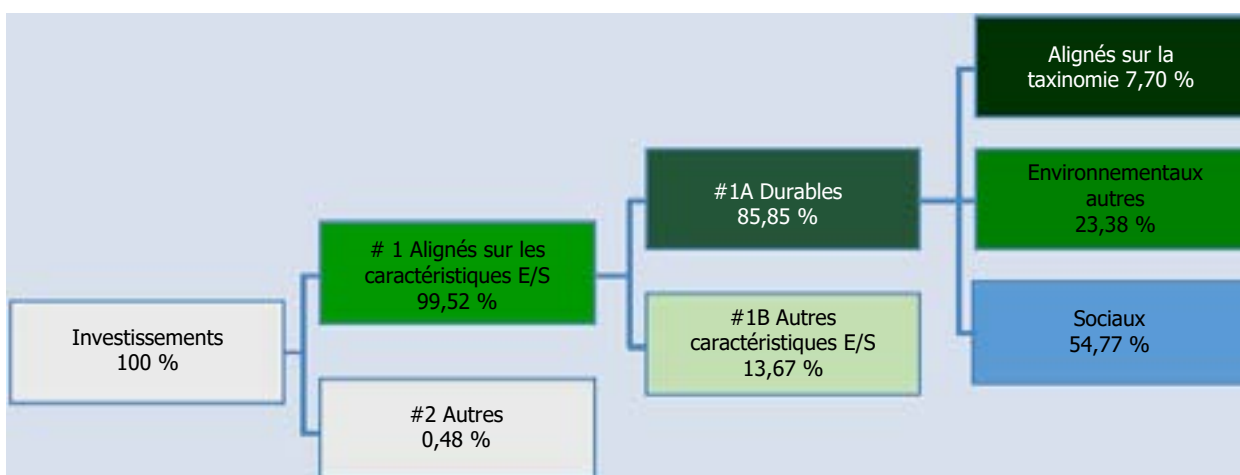 Investissements
100 %
# 1 Alignés sur les
caractéristiques E/S
99,52 %
#2 Autres
0,48 %
#1A Durables
85,85 %
#1B Autres
caractéristiques E/S
13,67 %
Alignés sur la
taxinomie 7,70 %
Environnementaux
autres
23,38 %
Sociaux
54,77 %